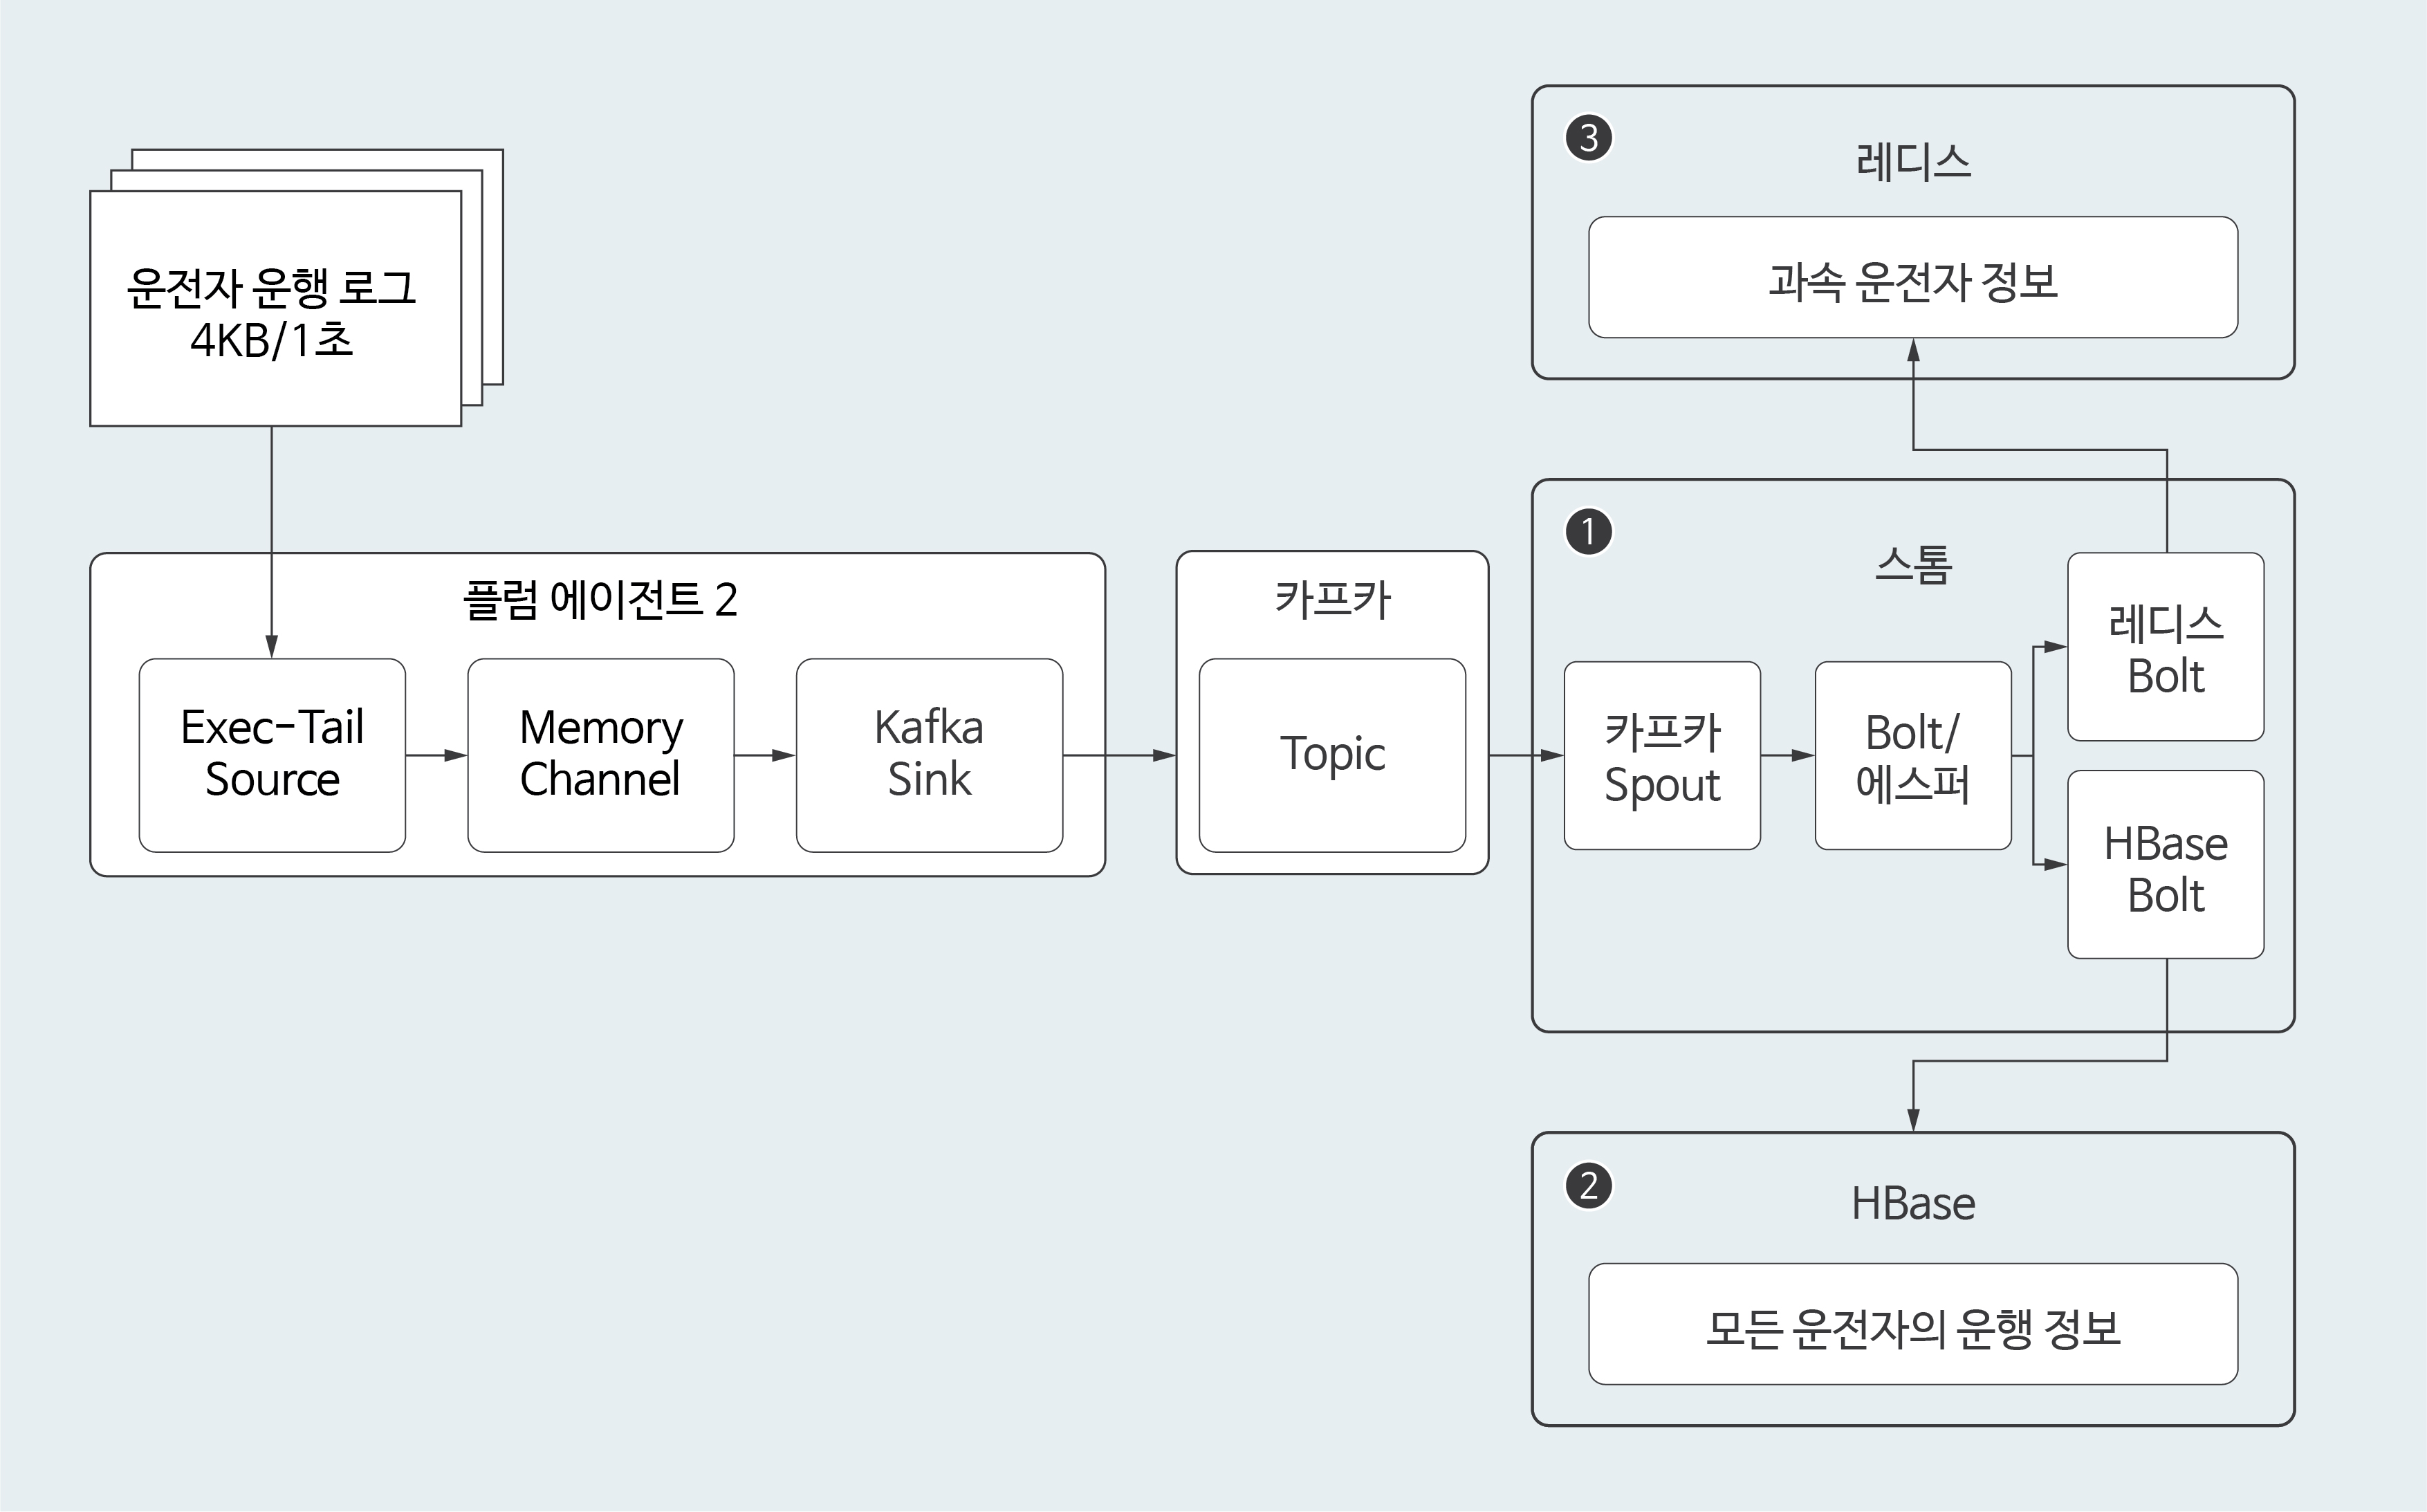 운전자 운행 로그
4KB/1초
플럼 에이전트 2
Exec-Tail
Source
Memory
Channel
Kafka
Sink
카프카
Topic
1
스톰
카프카
Spout
Bolt/
에스퍼
레디스
Bolt
HBase
Bolt
3
레디스
과속 운전자 정보
2
HBase
모든 운전자의 운행 정보